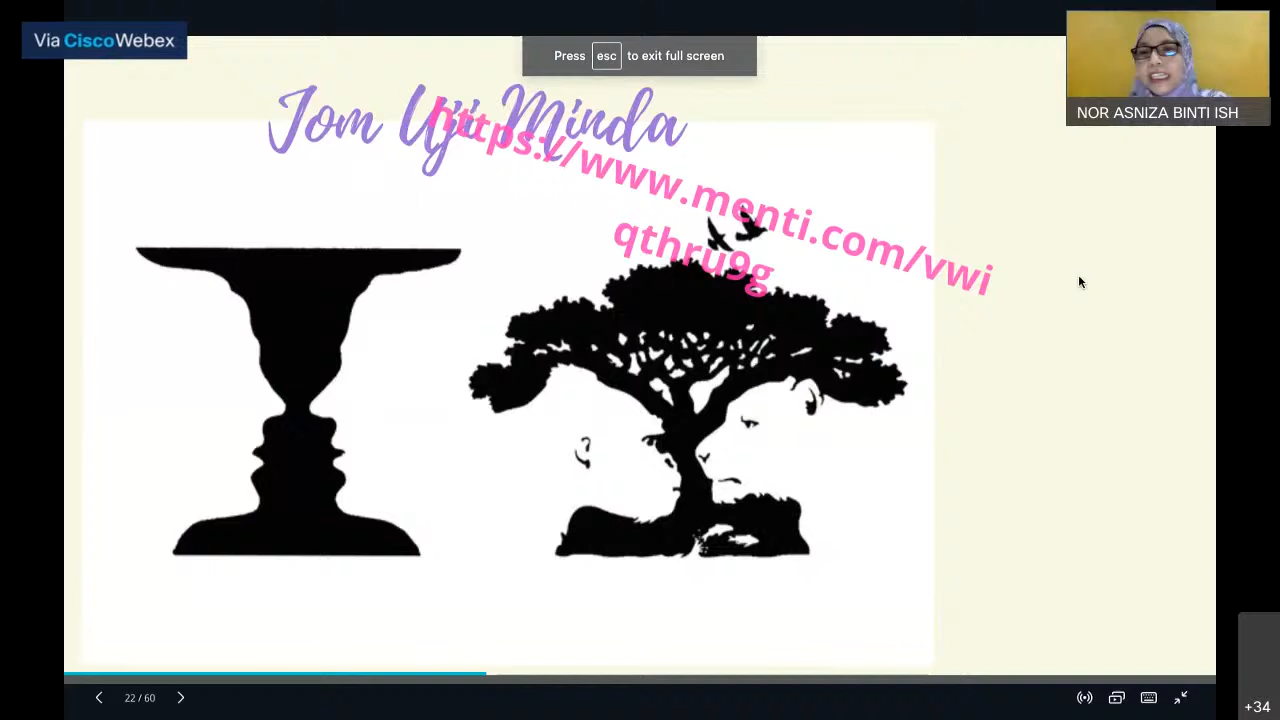 Via CiscoWebex
Press esc to exit full screen
NOR ASNIZA BINTI ISH
Jom Uji Minda
https://www.menti.com/vwi
qthru9g
22 / 60
+34